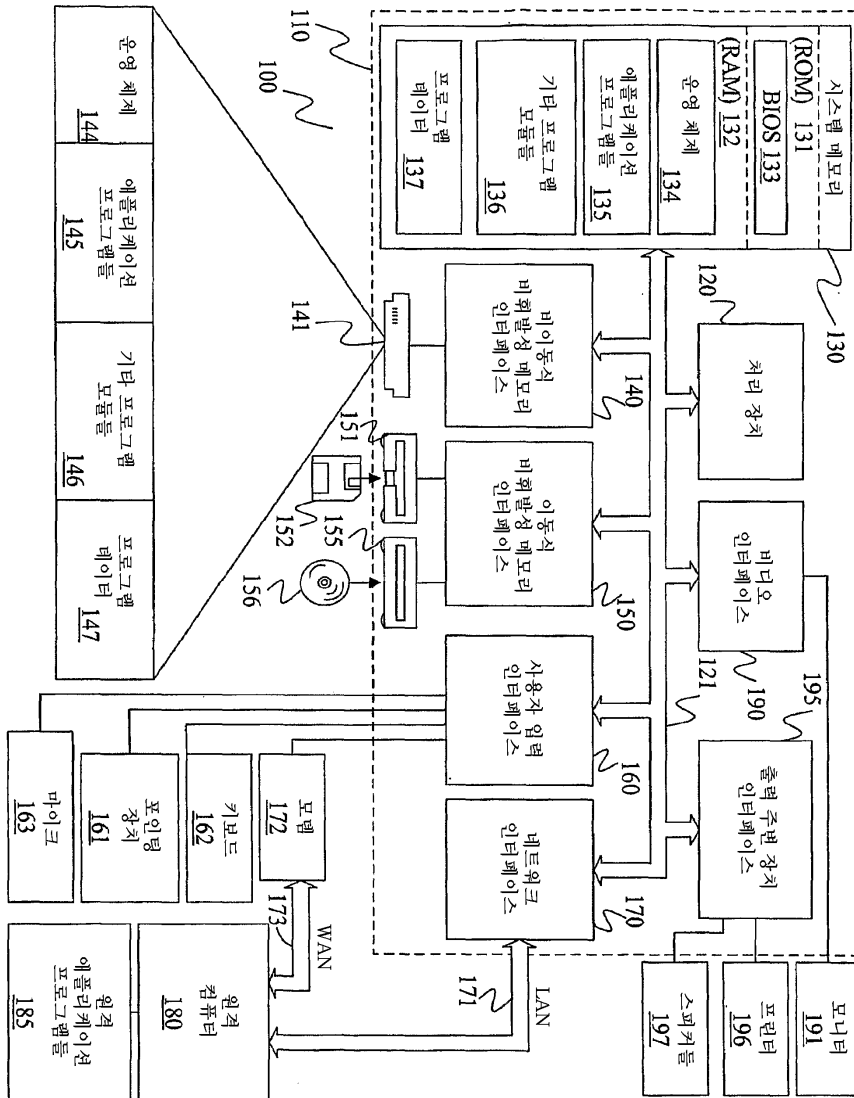 110
100
시스템 메모리
(ROM) 131
BIOS 133
(RAM) 132
운영 체제
134
애플리케이션
프로그램들
135
기타 프로그램
모듈들
136
프로그램
데이터
137
130
120
처리 장치
비디오
인터페이스
190
121
195
출력 주변 장치
인터페이스
모니터
191
프린터
196
스피커들
197
비이동식
비휘발성 메모리
인터페이스
140
이동식
비휘발성 메모리
인터페이스
150
사용자 입력
인터페이스
160
네트워크
인터페이스
170
141
151
152
155
156
171
LAN
WAN
173
운영 체제
144
애플리케이션
프로그램들
145
기타 프로그램
모듈들
146
프로그램
데이터
147
마이크
163
포인팅
장치
161
키보드
162
모뎀
172
원격
컴퓨터
180
원격
애플리케이션
프로그램들
185